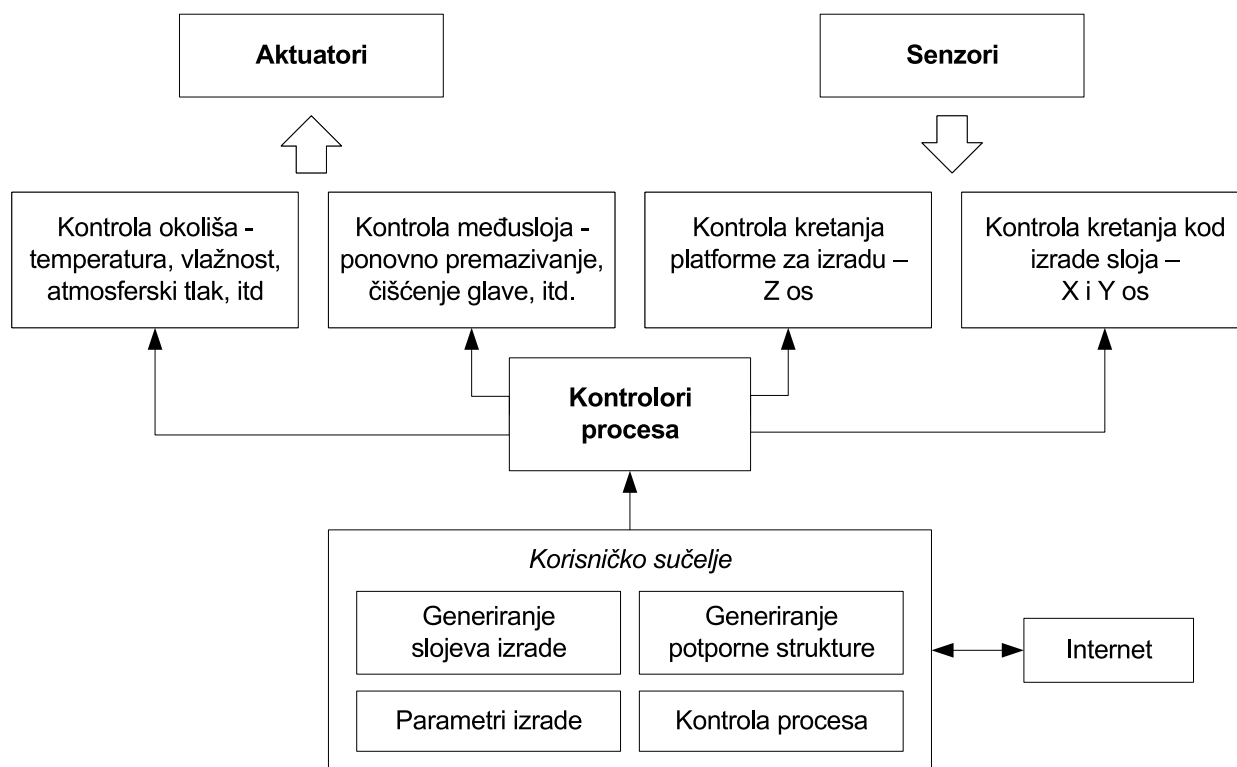 Aktuatori
Senzori
Kontrola okoliša -
temperatura, vlažnost,
atmosferski tlak, itd
Kontrola međusloja -
ponovno premazivanje,
čišćenje glave, itd.
Kontrola kretanja
platforme za izradu –
Z os
Kontrola kretanja kod
izrade sloja –
X i Y os
Kontrolori
procesa
Korisničko sučelje
Generiranje
slojeva izrade
Generiranje
potporne strukture
Parametri izrade
Kontrola procesa
Internet